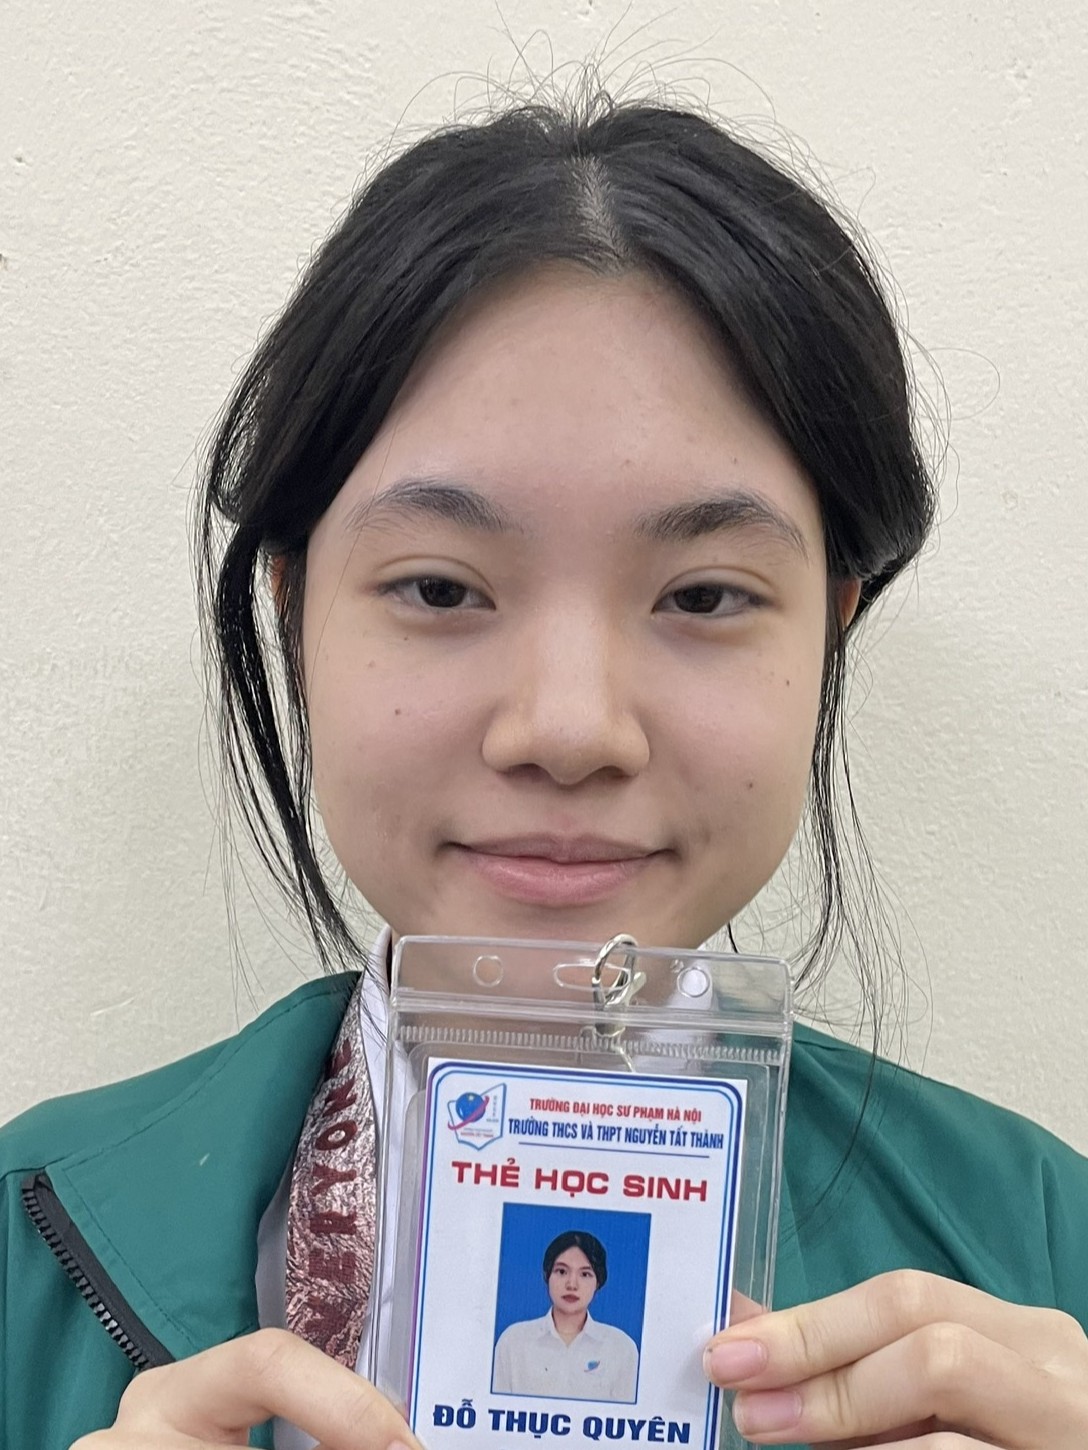 TRƯỜNG ĐẠI HỌC SƯ PHẠM HÀ NỘI
TRƯỜNG THCS VÀ THPT NGUYỄN TẤT THÀNH
THẺ HỌC SINH
ĐỖ THỤC QUYÊN
VERYON